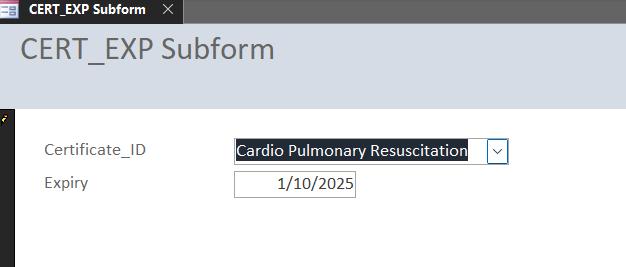 CERT_EXP Subform
CERT_EXP Subform
Certificate_ID Cardio Pulmonary Resuscitation
Expiry 1/10/2025